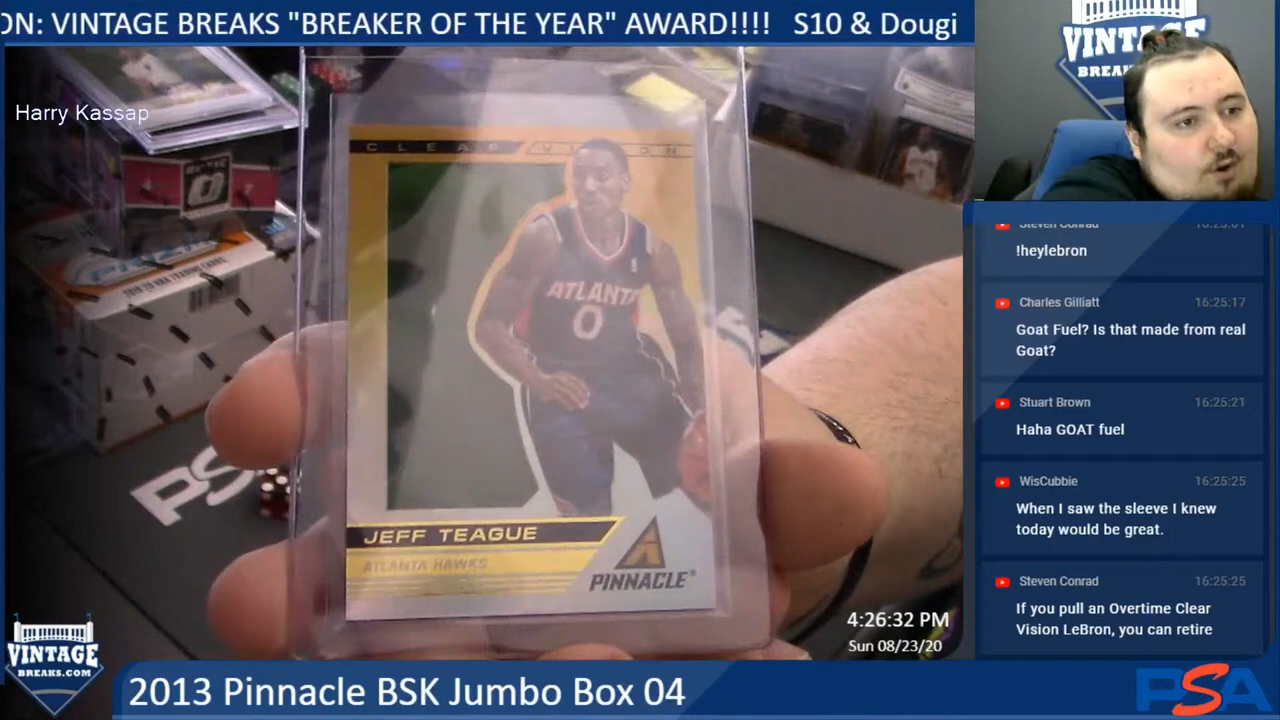 ON: VINTAGE BREAKS "BREAKER OF THE YEAR" AWARD!!!! S10 & Dougi
VINTAGE
BREAK
Harry Kassap
CLEAR VISION
O
PRIZM
PSA
ATLANTA
0
JEFF TEAGUE
ATLANTA HAWKS
PINNACLE®
Steven Conrad
!heylebron
Charles Gilliatt 16:25:17
Goat Fuel? Is that made from real
Goat?
Stuart Brown 16:25:21
Haha GOAT fuel
WisCubbie 16:25:25
When I saw the sleeve I knew
today would be great.
Steven Conrad 16:25:25
If you pull an Overtime Clear
Vision LeBron, you can retire
4:26:32 PM
Sun 08/23/20
VINTAGE
BREAKS.COM
2013 Pinnacle BSK Jumbo Box 04
PSA